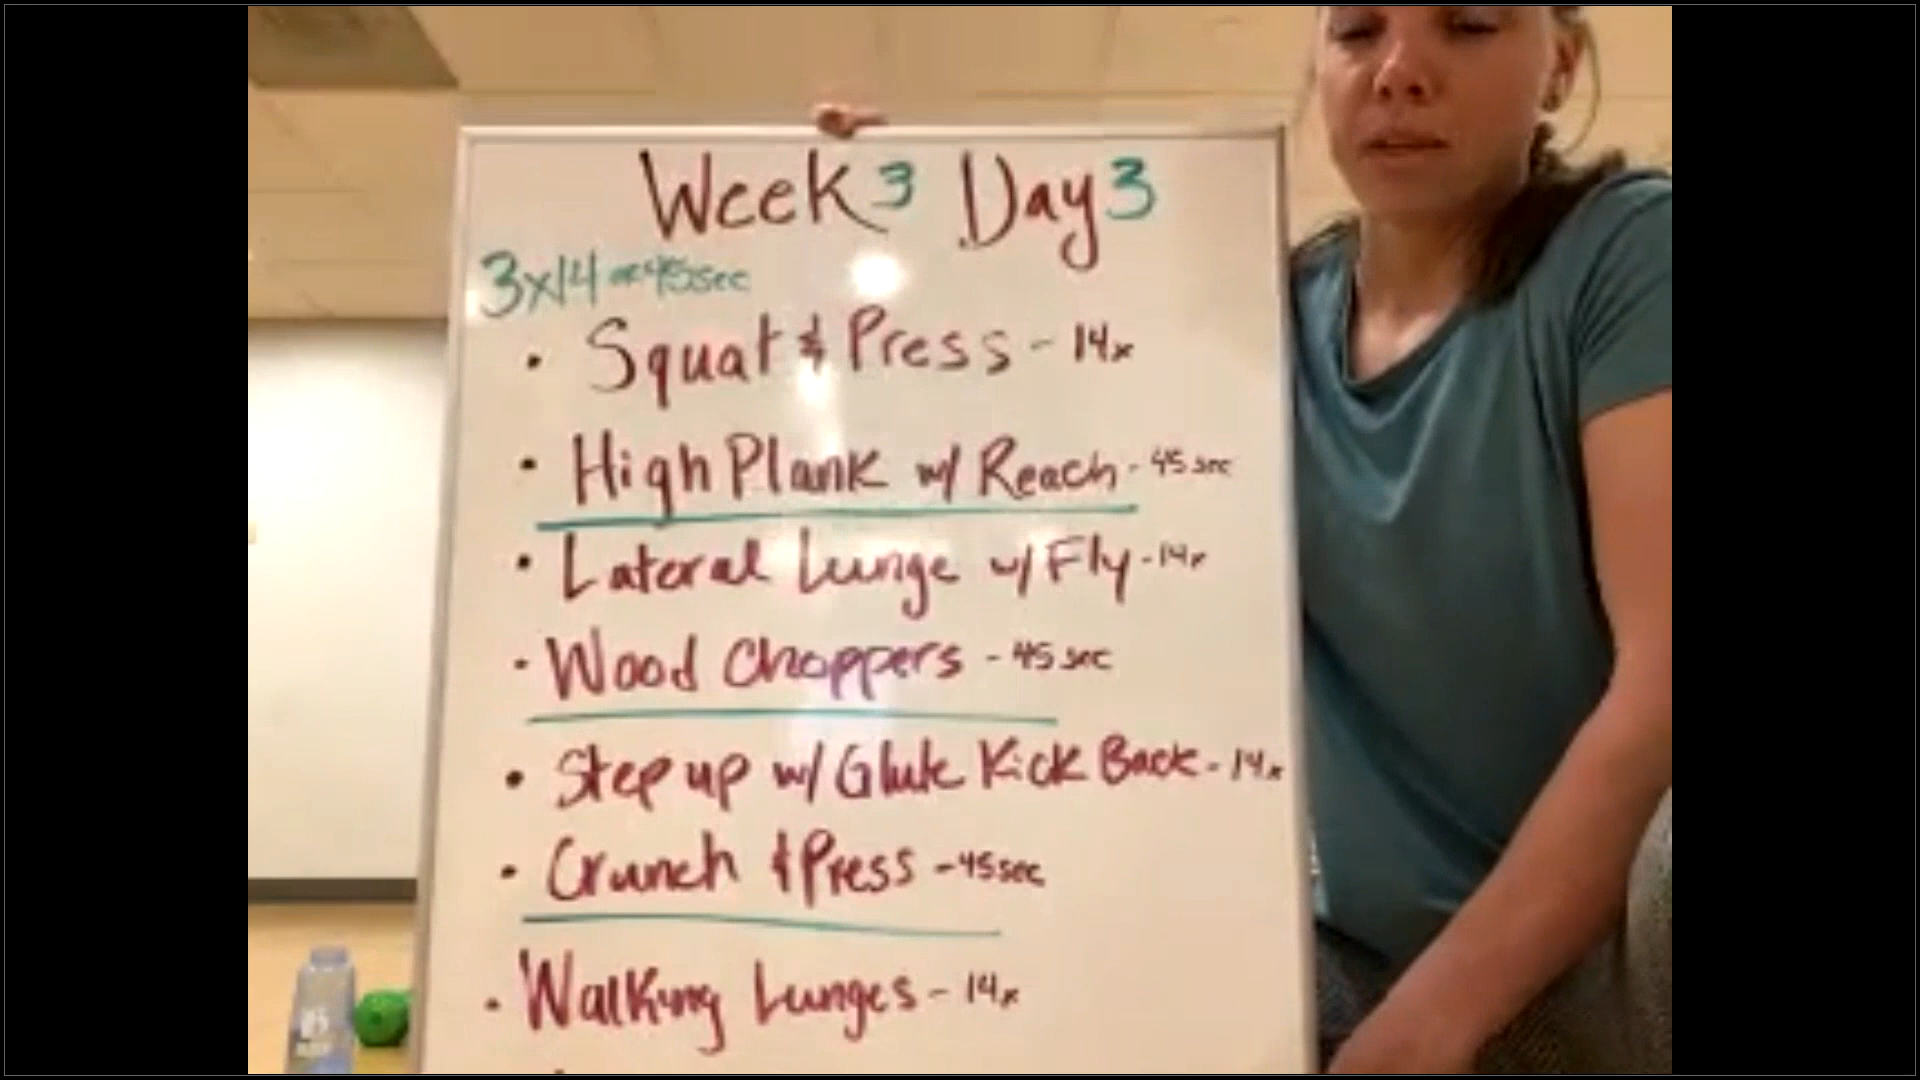 Week 3 Day 3
3x14 or 45sec
• Squat & Press - 14x
• High Plank w/ Reach - 45 sec
• Lateral Lunge w/ Fly - 14x
• Wood Choppers - 45 sec
• Step up w/ Glute Kick Back - 14x
• Crunch & Press - 45 sec
• Walking Lunges - 14x